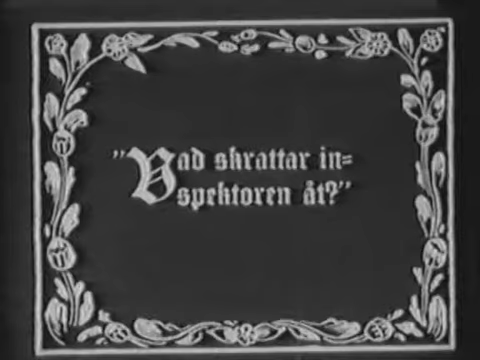 "Vad skrattar in=
spektoren åt?"